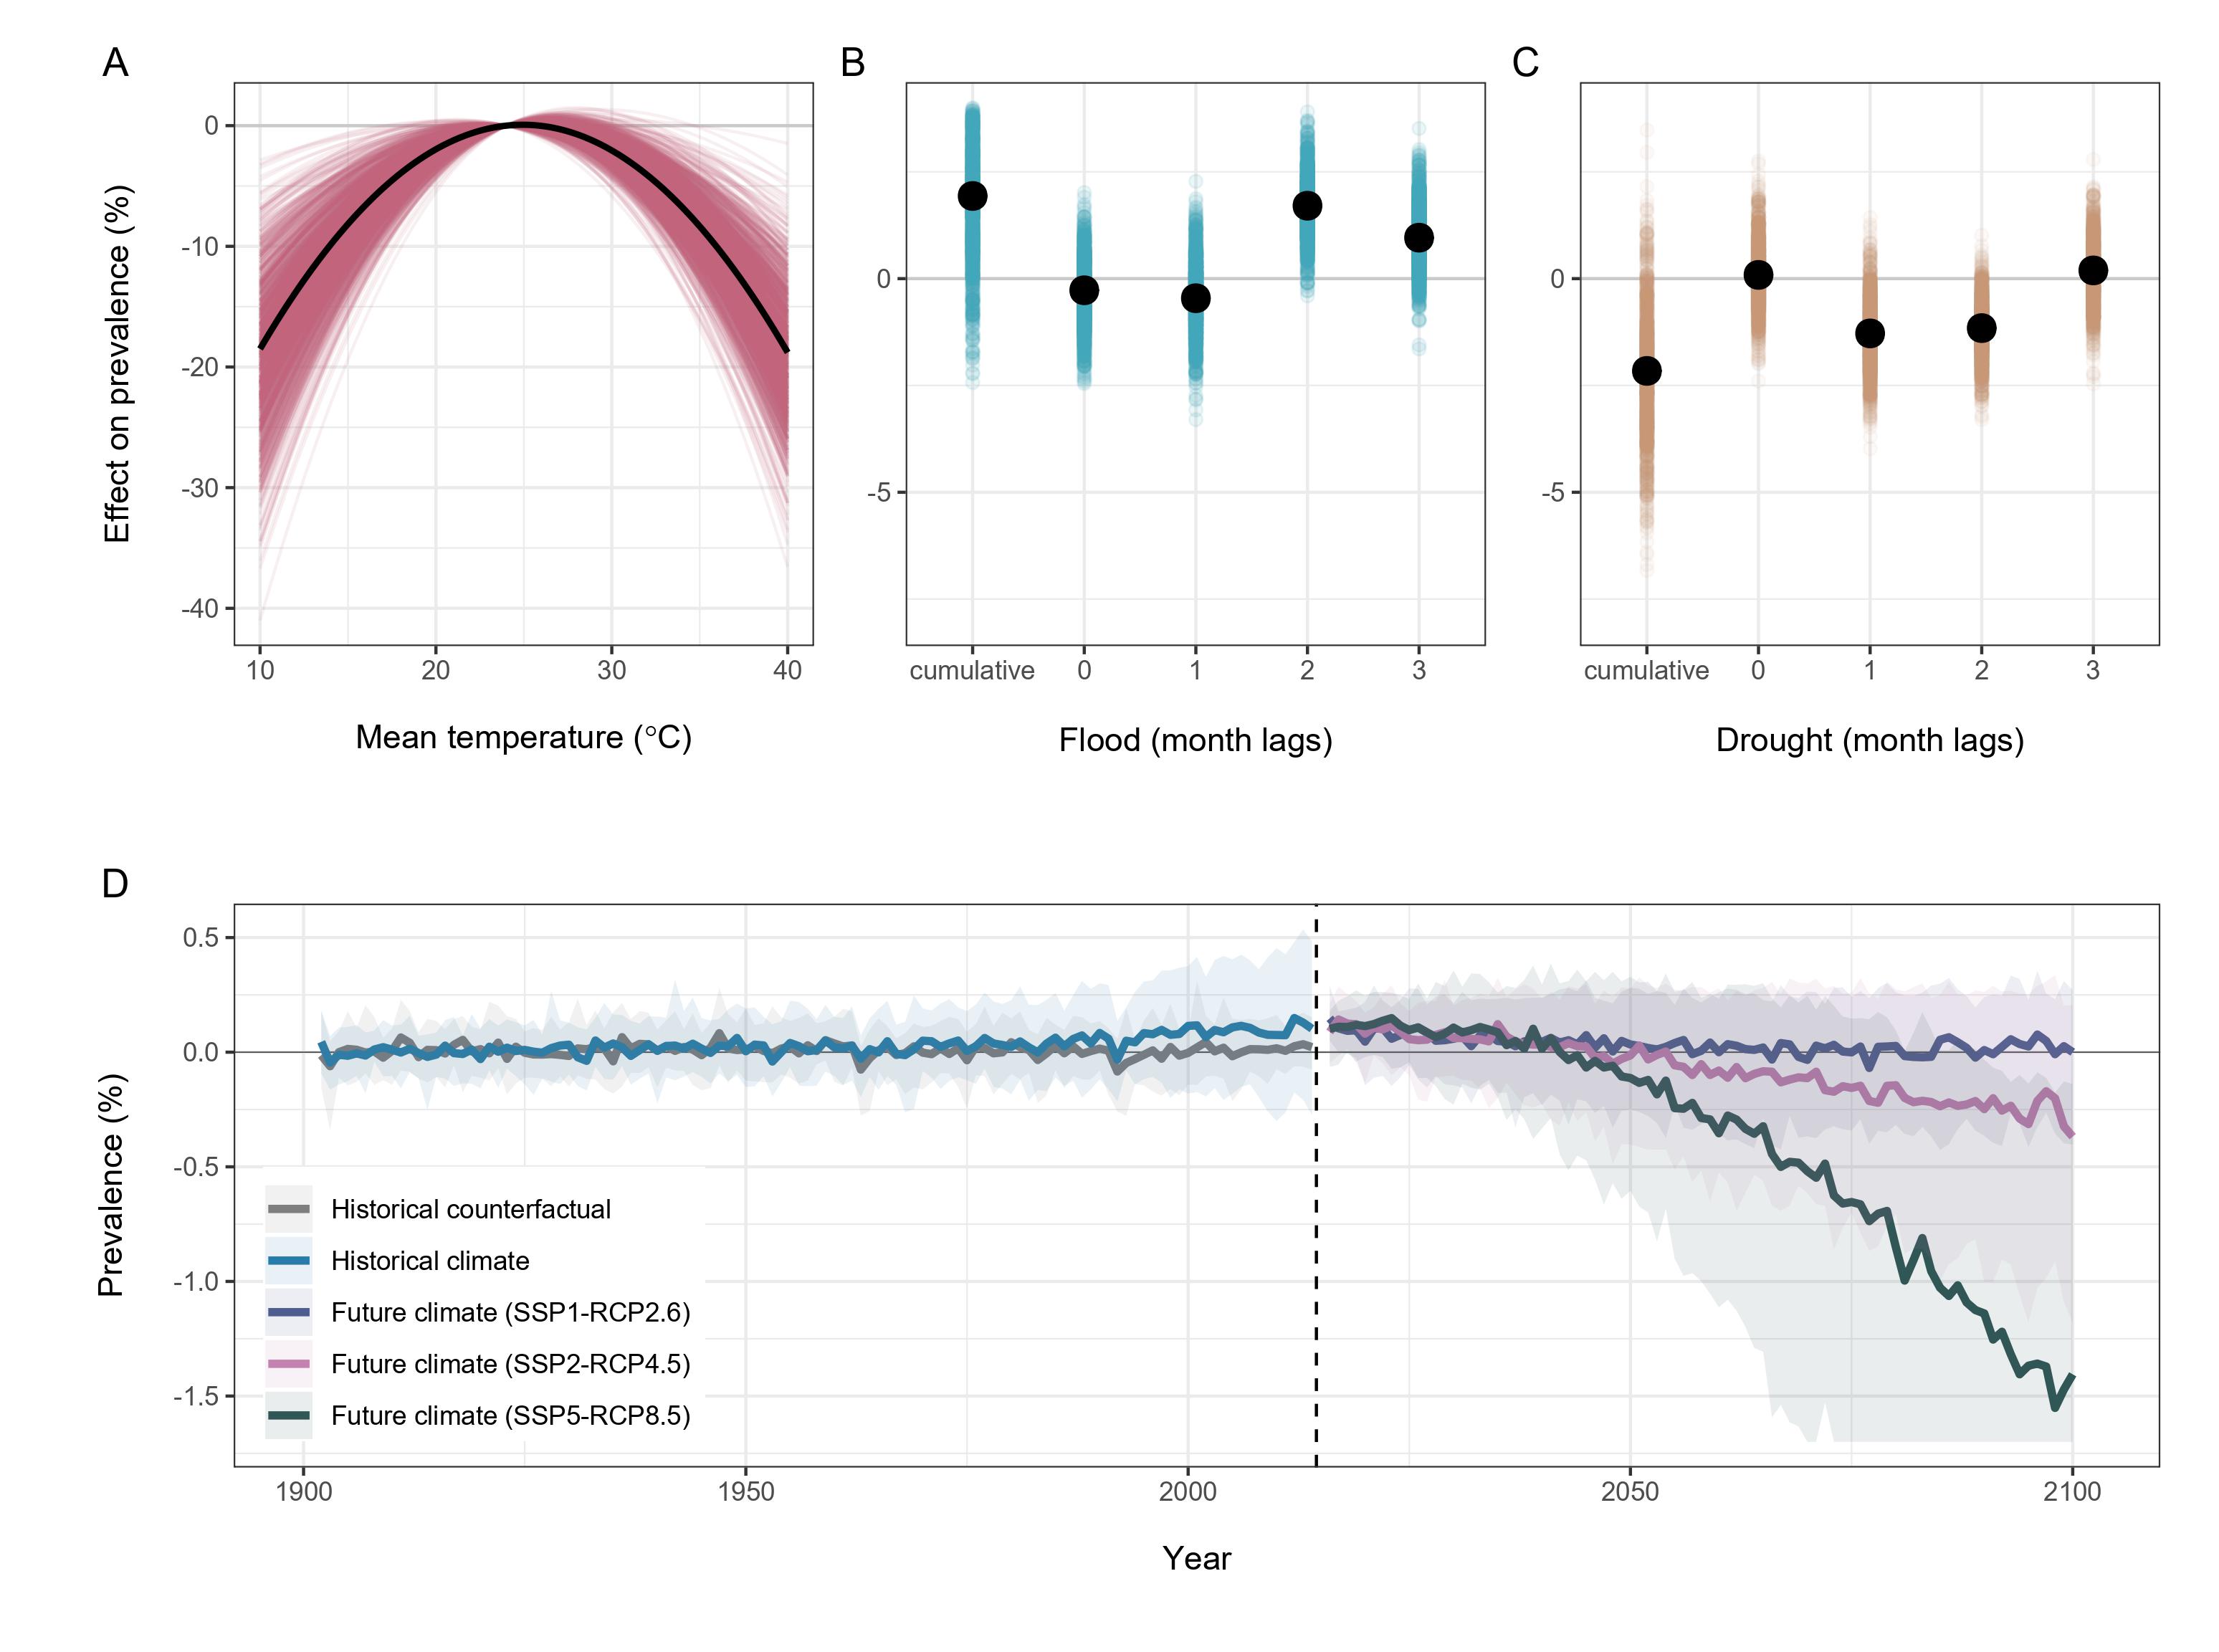 A
B
C
Effect on prevalence (%)
0
-10
-20
-30
-40
10 20 30 40
Mean temperature (°C)
0
-5
cumulative 0 1 2 3
Flood (month lags)
0
-5
cumulative 0 1 2 3
Drought (month lags)
D
Prevalence (%)
0.5
0.0
-0.5
-1.0
-1.5
Historical counterfactual
Historical climate
Future climate (SSP1-RCP2.6)
Future climate (SSP2-RCP4.5)
Future climate (SSP5-RCP8.5)
1900 1950 2000 2050 2100
Year